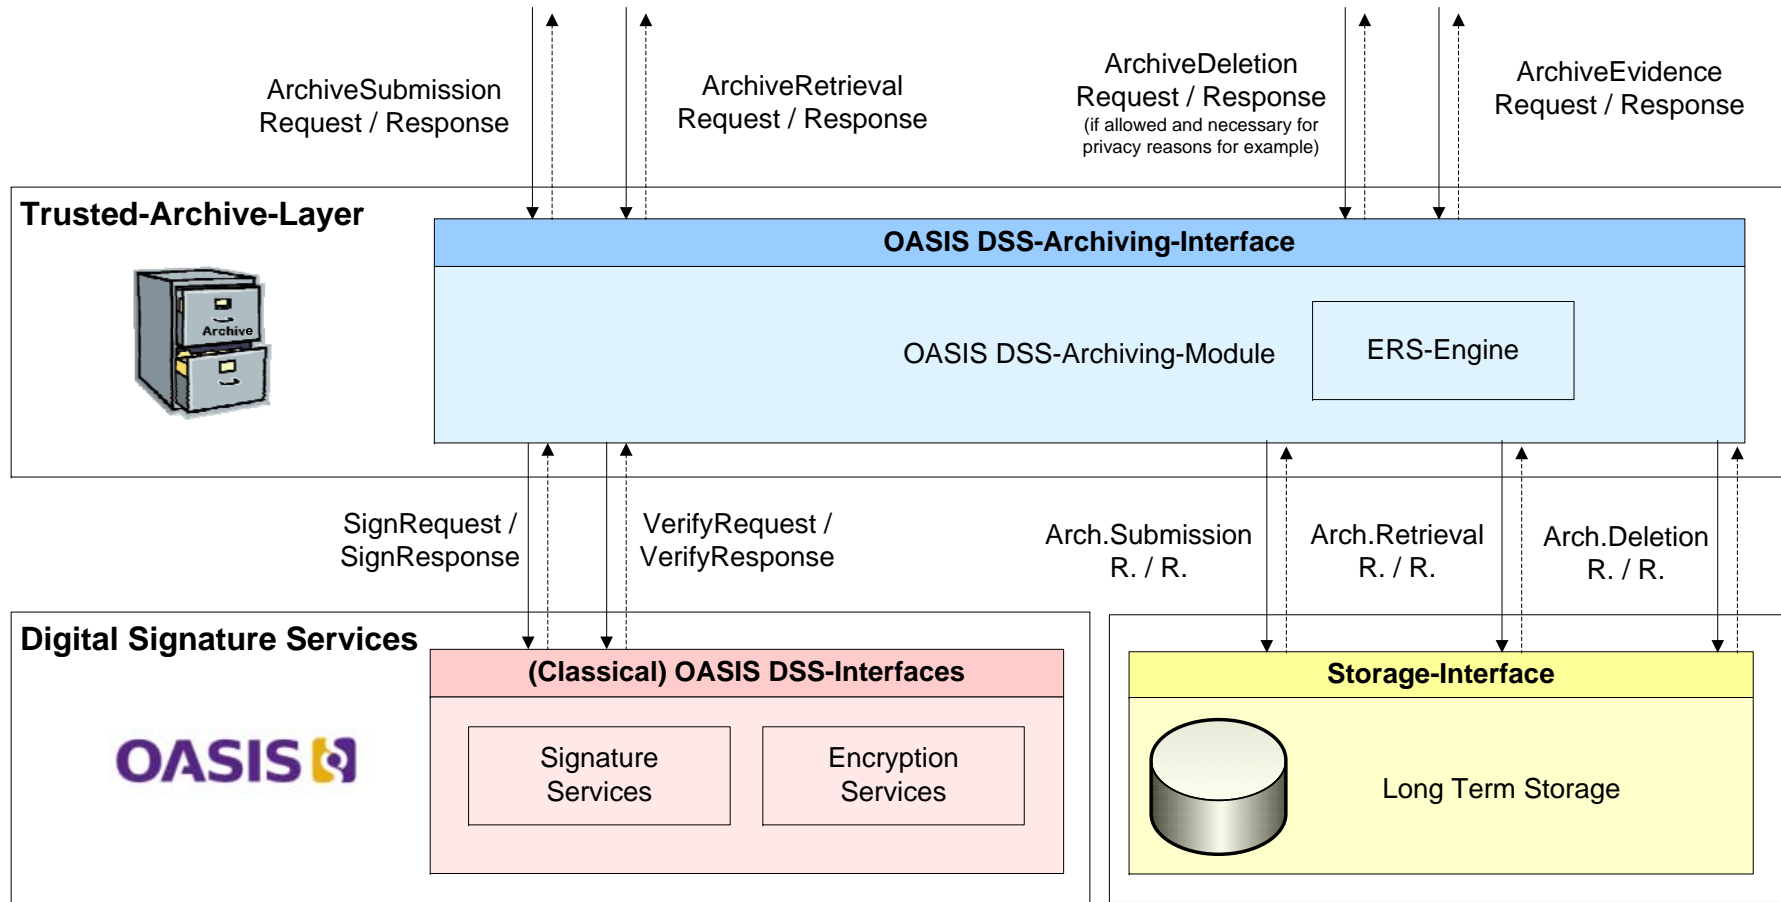 ArchiveSubmission
Request / Response
ArchiveRetrieval
Request / Response
ArchiveDeletion
Request / Response
(if allowed and necessary for
privacy reasons for example)
ArchiveEvidence
Request / Response
Trusted-Archive-Layer
Archive
OASIS DSS-Archiving-Interface
OASIS DSS-Archiving-Module
ERS-Engine
SignRequest /
SignResponse
VerifyRequest /
VerifyResponse
Arch.Submission
R. / R.
Arch.Retrieval
R. / R.
Arch.Deletion
R. / R.
Digital Signature Services
OASIS
(Classical) OASIS DSS-Interfaces
Signature
Services
Encryption
Services
Storage-Interface
Long Term Storage